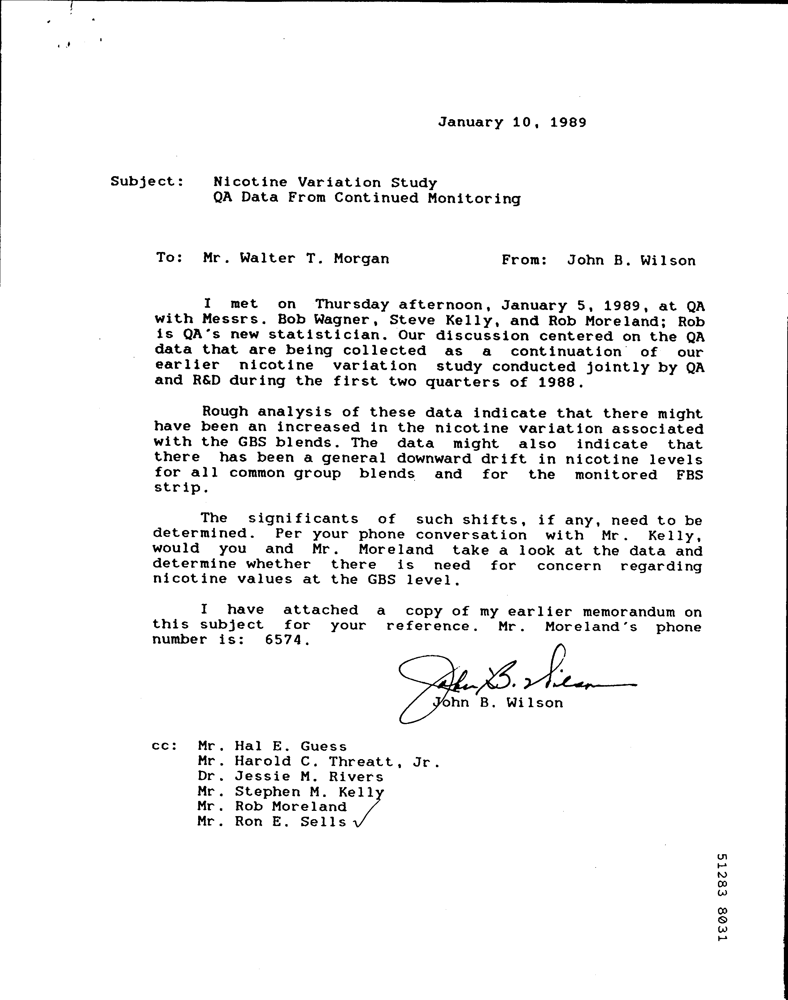 January 10, 1989
Subject: Nicotine Variation Study
QA Data From Continued Monitoring
To: Mr. Walter T. Morgan From: John B. Wilson
I met on Thursday afternoon, January 5, 1989, at QA
with Messrs. Bob Wagner, Steve Kelly, and Rob Moreland; Rob
is QA's new statistician. Our discussion centered on the QA
data that are being collected as a continuation of our
earlier nicotine variation study conducted jointly by QA
and R&D during the first two quarters of 1988.
Rough analysis of these data indicate that there might
have been an increased in the nicotine variation associated
with the GBS blends. The data might also indicate that
there has been a general downward drift in nicotine levels
for all common group blends and for the monitored FBS
strip.
The significants of such shifts, if any, need to be
determined. Per your phone conversation with Mr. Kelly,
would you and Mr. Moreland take a look at the data and
determine whether there is need for concern regarding
nicotine values at the GBS level.
I have attached a copy of my earlier memorandum on
this subject for your reference. Mr. Moreland's phone
number is: 6574.
John B. Wilson
John B. Wilson
cc: Mr. Hal E. Guess
Mr. Harold C. Threatt, Jr.
Dr. Jessie M. Rivers
Mr. Stephen M. Kelly
Mr. Rob Moreland
Mr. Ron E. Sells ✓
51283 8031